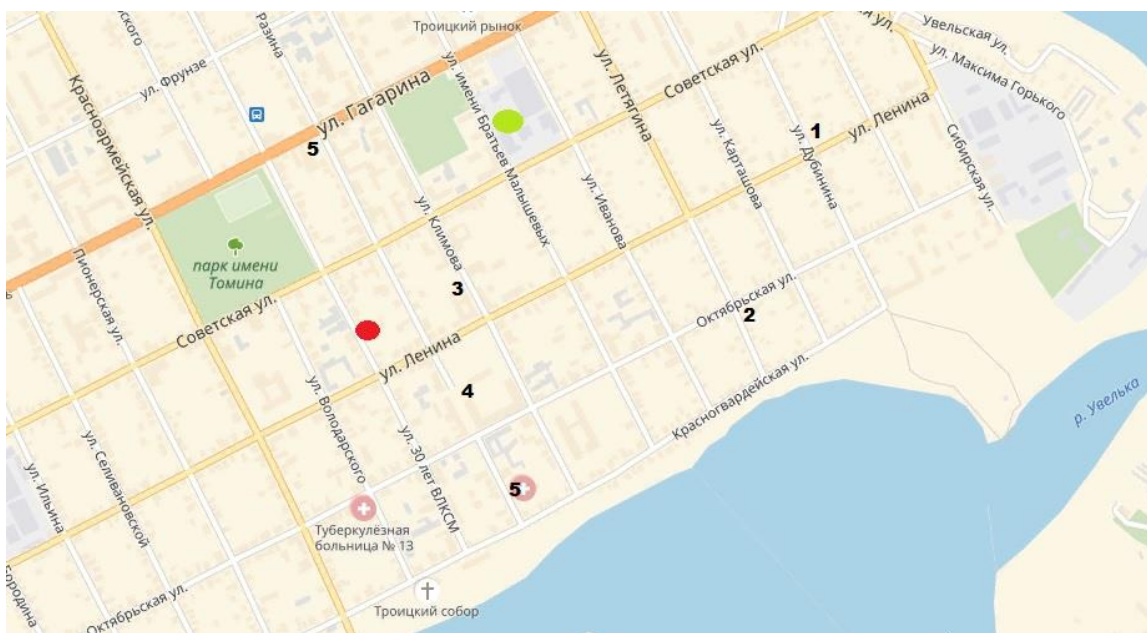 Троицкий рынок
Увельская ул.
ул. Максима Горького
Разина
ул. Фрунзе
Красноармейская ул.
ул. Гагарина
ул. имени Братьев Малышевых
ул. Летягина
Советская ул.
ул. Ленина
Сибирская ул.
1
5
ул. Дубинина
ул. Карташова
ул. Иванова
ул. Климова
Пионерская ул.
парк имени
Томина
3
Октябрьская ул.
2
Советская ул.
ул. Ленина
Красногвардейская ул.
р. Увелька
4
ул. Володарского
ул. 30 лет ВЛКСМ
ул. Селивановской
ул. Ильина
5
Туберкулёзная
больница № 13
Бородина
Октябрьская ул.
Троицкий собор